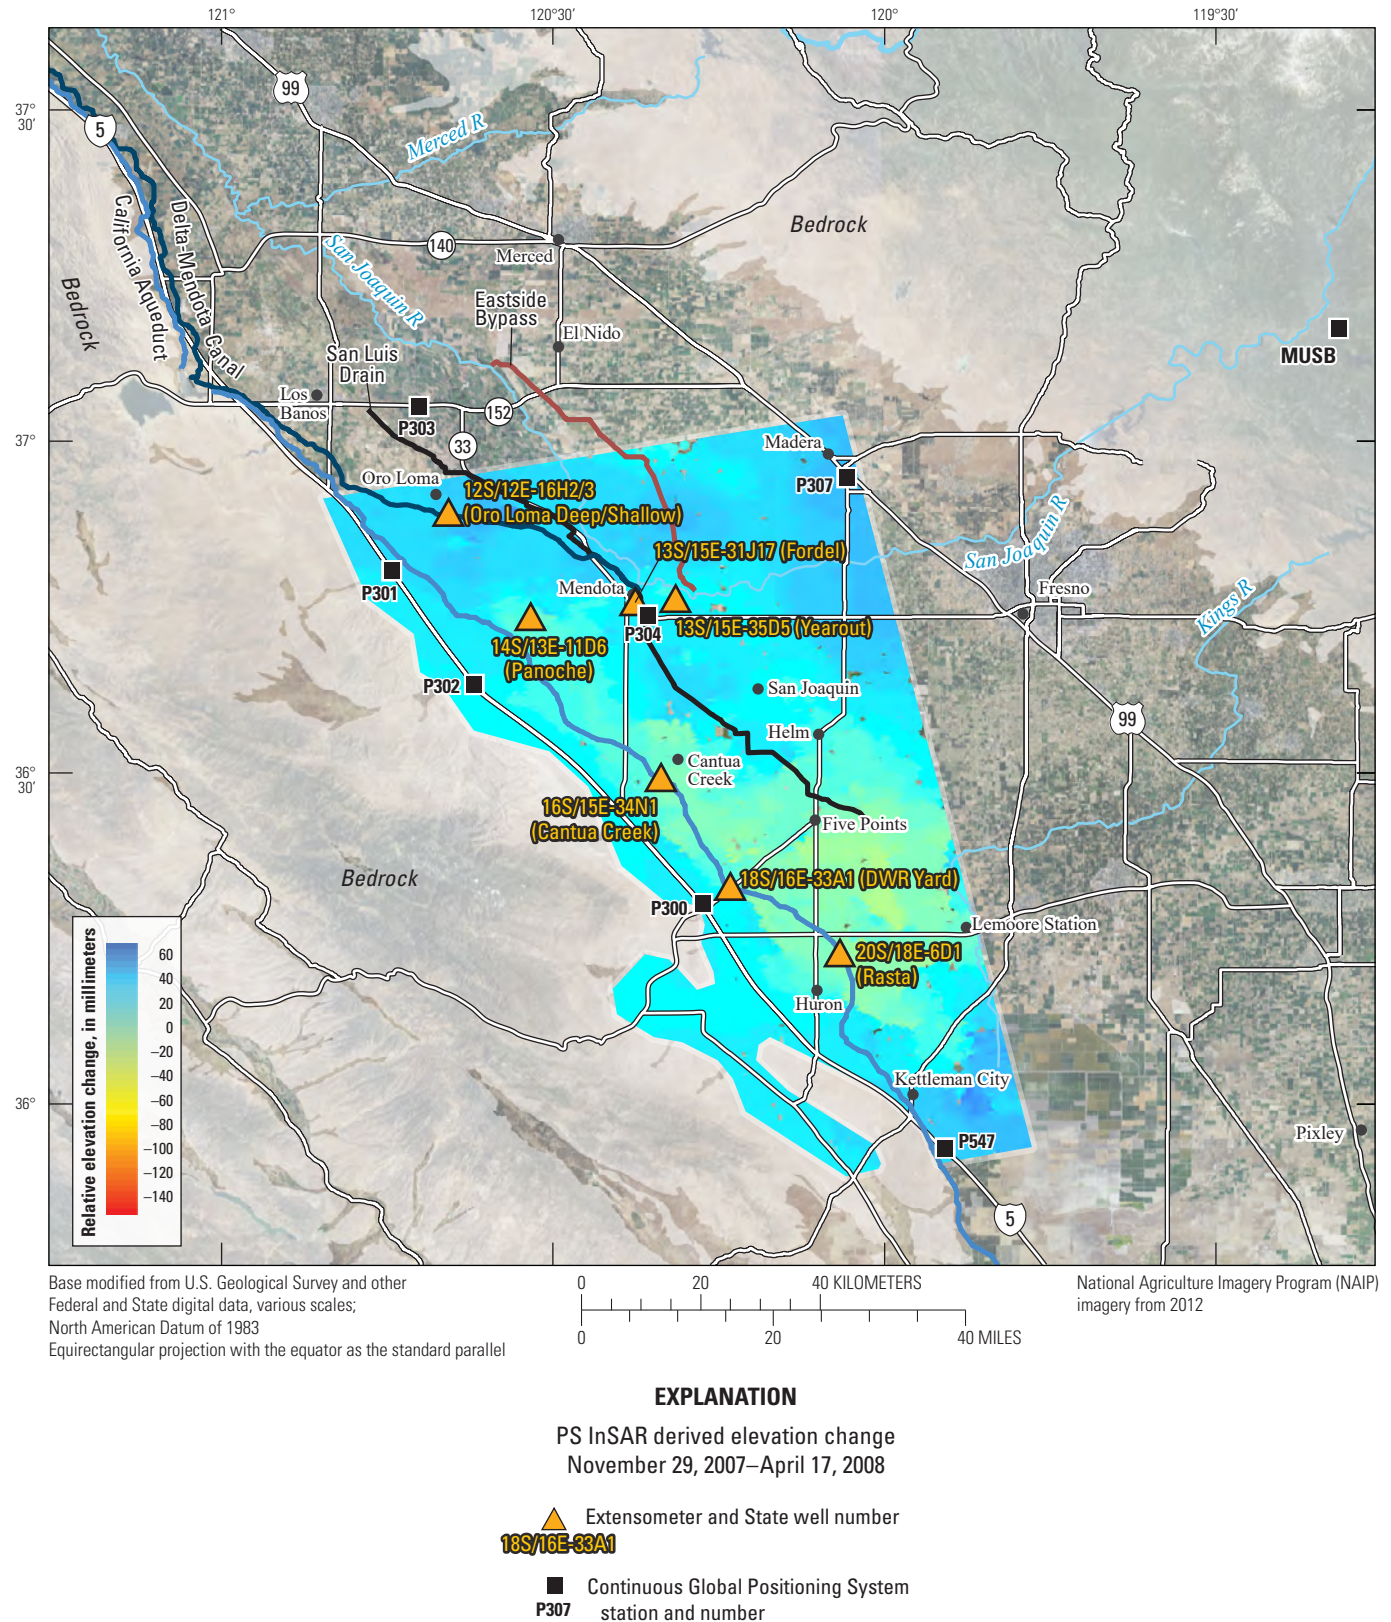 121°
120°30'
120°
119°30'
37°
30'
99
5
Merced R
Bedrock
California Aqueduct
Delta-Mendota Canal
San Joaquin R
140
Merced
Bedrock
Eastside
Bypass
El Nido
MUSB
San Luis
Drain
Los
Banos
P303
152
33
37°
Madera
P307
Oro Loma
12S/12E-16H2/3
(Oro Loma Deep/Shallow)
San Joaquin R
13S/15E-31J17 (Fordel)
P301
Mendota
Fresno
Kings R
P304
13S/15E-35D5 (Yearout)
14S/13E-11D6
(Panoche)
P302
San Joaquin
99
Helm
Cantua
Creek
36°
30'
16S/15E-34N1
(Cantua Creek)
Five Points
Bedrock
18S/16E-33A1 (DWR Yard)
P300
Lemoore Station
20S/18E-6D1
(Rasta)
Huron
Kettleman City
36°
Pixley
P547
5
Relative elevation change, in millimeters
60
40
20
0
–20
–40
–60
–80
–100
–120
–140
Base modified from U.S. Geological Survey and other
Federal and State digital data, various scales;
North American Datum of 1983
Equirectangular projection with the equator as the standard parallel
0 20 40 KILOMETERS
0 20 40 MILES
National Agriculture Imagery Program (NAIP)
imagery from 2012
EXPLANATION
PS InSAR derived elevation change
November 29, 2007–April 17, 2008
Extensometer and State well number
18S/16E-33A1
Continuous Global Positioning System
station and number
P307